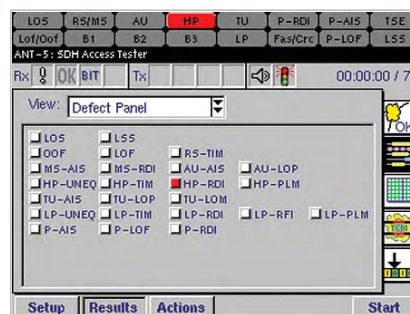 LOS RS/MS AU HP TU P-RDI P-AIS TSE
Lof/Oof B1 B2 B3 LP Fas/Crc P-LOF LSS
ANT-5: SDH Access Tester
Rx OK BIT Tx 00:00:00 / 7
View: Defect Panel
Ok
LOS LSS
OOF LOF RS-TIM
MS-AIS MS-RDI AU-AIS AU-LOP
HP-UNEQ HP-TIM HP-RDI HP-PLM
TU-AIS TU-LOP TU-LOM
LP-UNEQ LP-TIM LP-RDI LP-RFI LP-PLM
P-AIS P-LOF P-RDI
TCM
Setup Results Actions Start